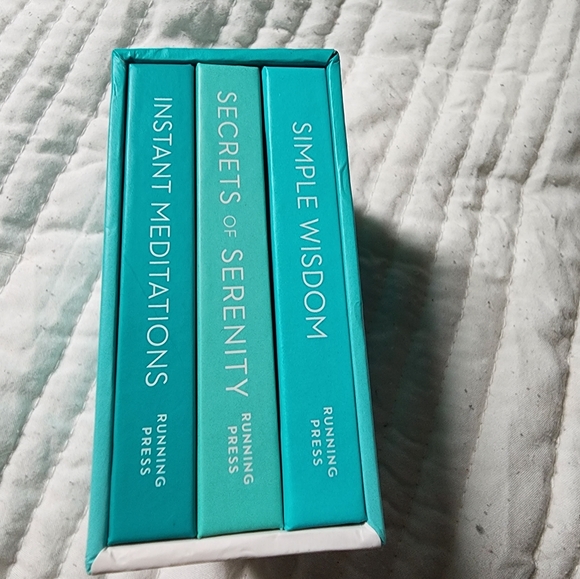 INSTANT MEDITATIONS
RUNNING
PRESS
SECRETS OF SERENITY
RUNNING
PRESS
SIMPLE WISDOM
RUNNING
PRESS